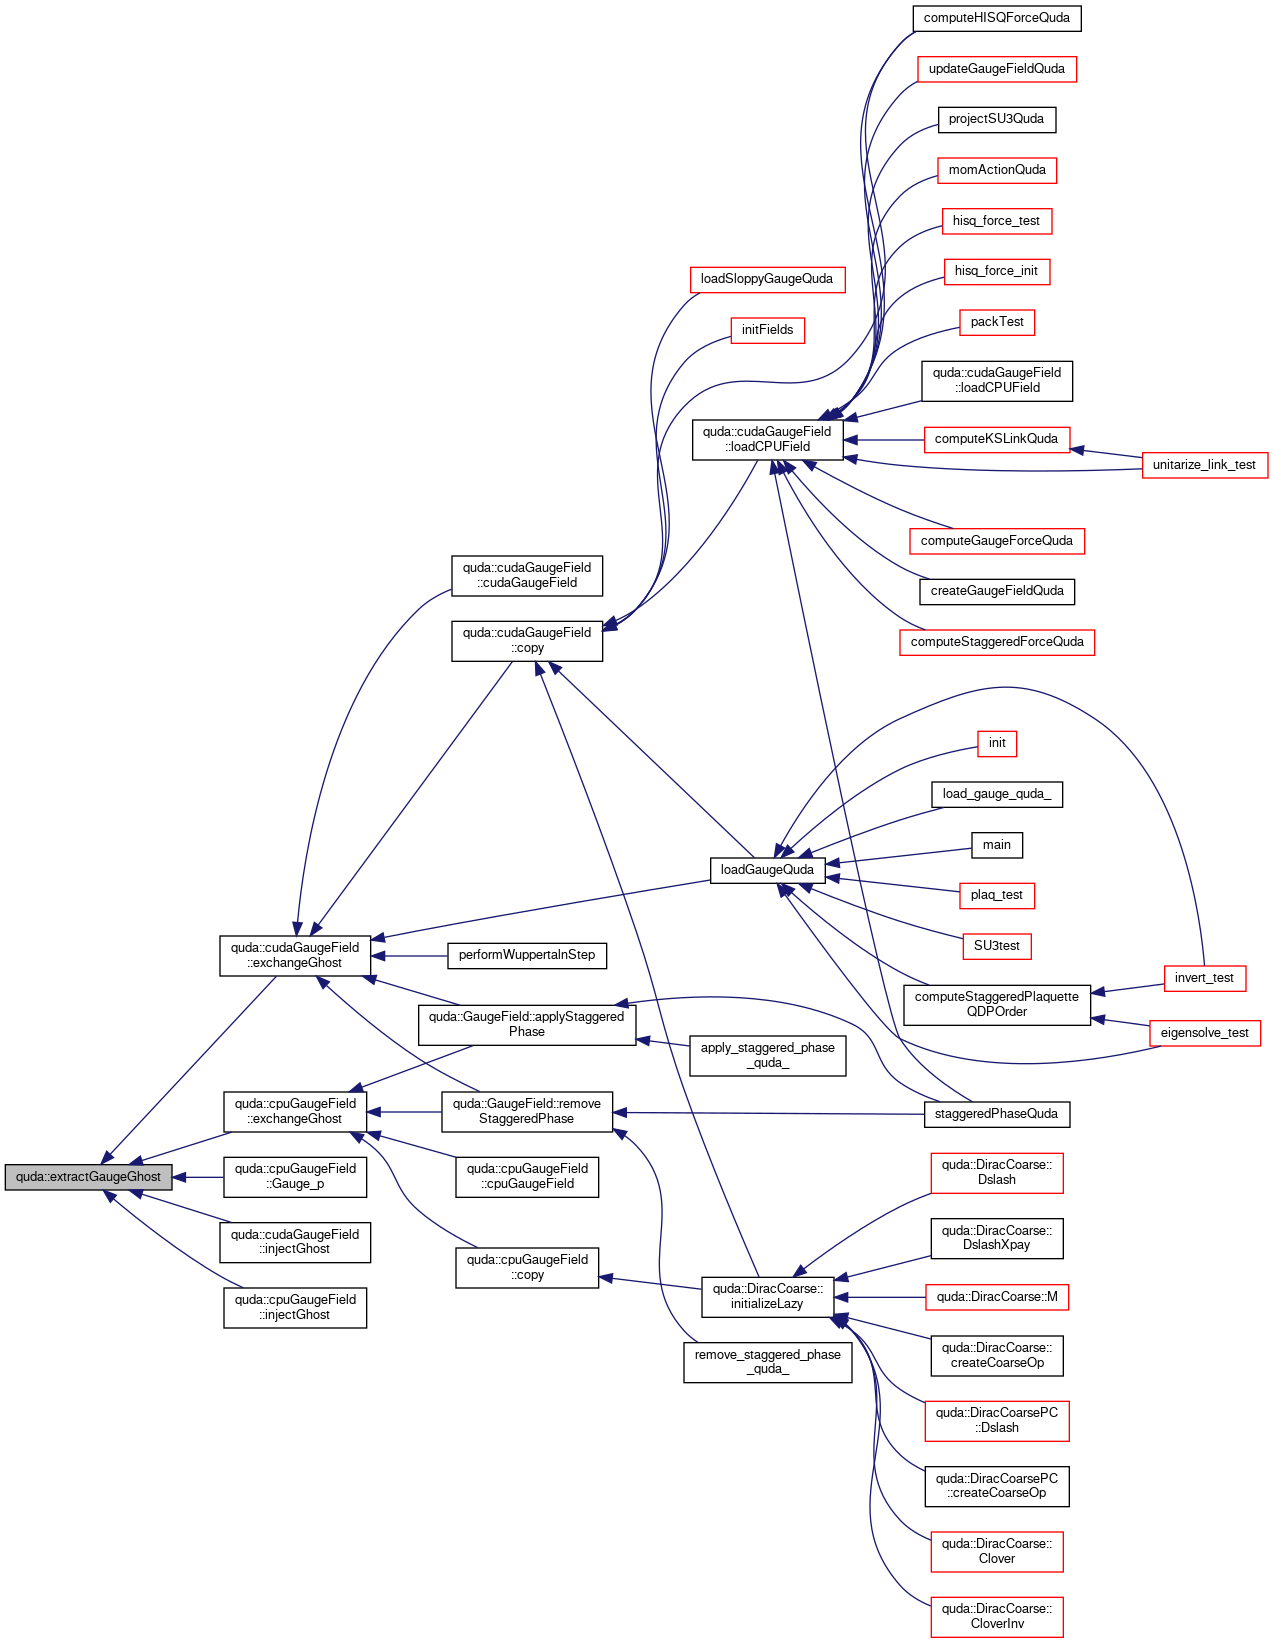 computeHISQForceQuda
updateGaugeFieldQuda
projectSU3Quda
momActionQuda
hisq_force_test
hisq_force_init
loadSloppyGaugeQuda
packTest
initFields
quda::cudaGaugeField
::loadCPUField
quda::cudaGaugeField
::loadCPUField
computeKSLinkQuda
unitarize_link_test
computeGaugeForceQuda
quda::cudaGaugeField
::cudaGaugeField
createGaugeFieldQuda
quda::cudaGaugeField
::copy
computeStaggeredForceQuda
init
load_gauge_quda_
main
loadGaugeQuda
plaq_test
SU3test
quda::cudaGaugeField
::exchangeGhost
performWuppertalnStep
invert_test
computeStaggeredPlaquette
QDPOrder
quda::GaugeField::applyStaggered
Phase
eigensolve_test
apply_staggered_phase
_quda_
quda::cpuGaugeField
::exchangeGhost
quda::GaugeField::remove
StaggeredPhase
staggeredPhaseQuda
quda::extractGaugeGhost
quda::cpuGaugeField
::Gauge_p
quda::cpuGaugeField
::cpuGaugeField
quda::DiracCoarse::
Dslash
quda::cudaGaugeField
::injectGhost
quda::DiracCoarse::
DslashXpay
quda::cpuGaugeField
::copy
quda::cpuGaugeField
::injectGhost
quda::DiracCoarse::
initializeLazy
quda::DiracCoarse::M
remove_staggered_phase
_quda_
quda::DiracCoarse::
createCoarseOp
quda::DiracCoarsePC
::Dslash
quda::DiracCoarsePC
::createCoarseOp
quda::DiracCoarse::
Clover
quda::DiracCoarse::
CloverInv